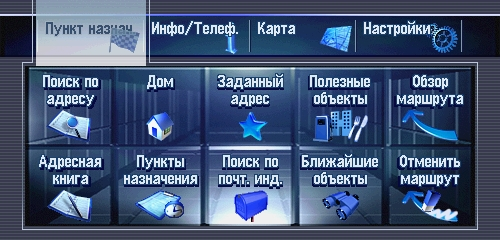 Пункт назнач. Инфо/Телеф. Карта Настройки
Поиск по Дом Заданный Полезные Обзор
адресу адрес объекты маршрута
Адресная Пункты Поиск по Ближайшие Отменить
книга назначения почт. инд. объекты маршрут